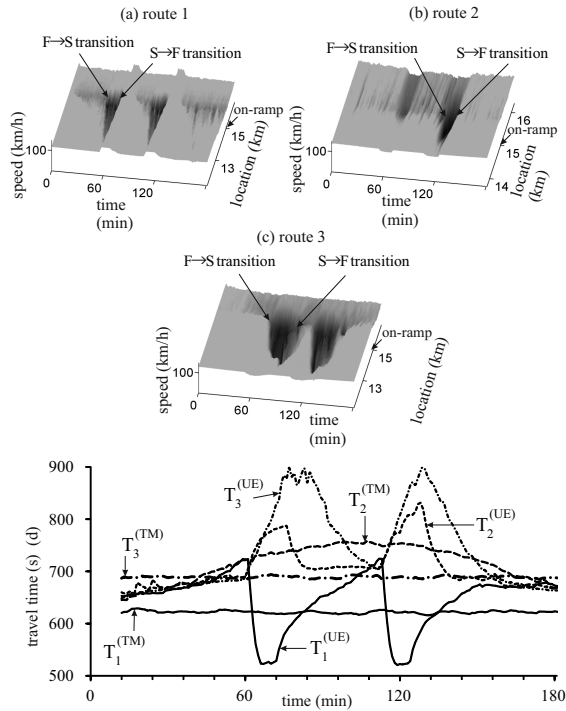 (a) route 1
F→S transition
S→F transition
speed (km/h)
100
0
60
120
time
(min)
on-ramp
15
13
location (km)
(b) route 2
F→S transition
S→F transition
speed (km/h)
100
0
60
120
time
(min)
16
on-ramp
15
14
location
(km)
(c) route 3
F→S transition
S→F transition
speed (km/h)
100
0
60
120
time
(min)
on-ramp
15
13
location (km)
travel time (s) (d)
900
800
700
600
500
T3(UE)
T2(TM)
T2(UE)
T3(TM)
T1(TM)
T1(UE)
0
60
120
180
time (min)